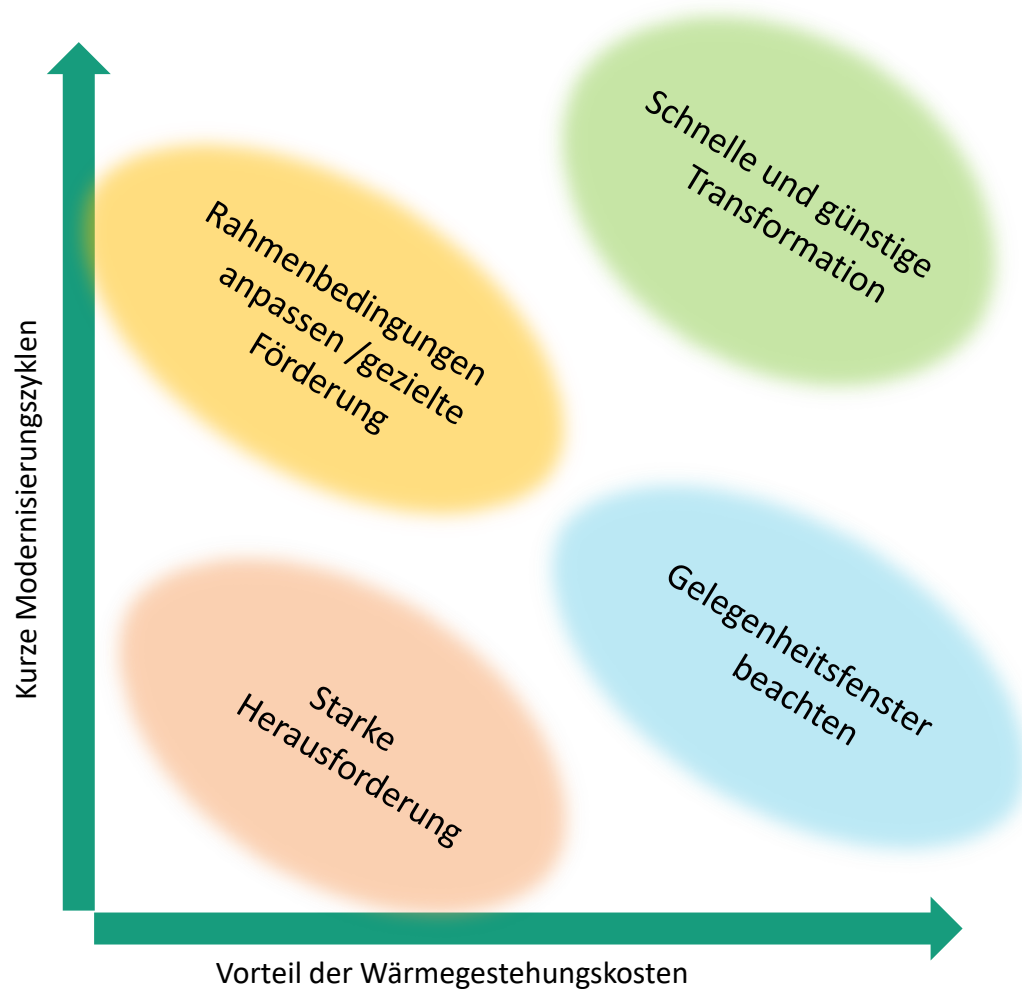 Schnelle und günstige
Transformation
Rahmenbedingungen
anpassen /gezielte
Förderung
Kurze Modernisierungszyklen
Gelegenheitsfenster
beachten
Starke
Herausforderung
Vorteil der Wärmegestehungskosten